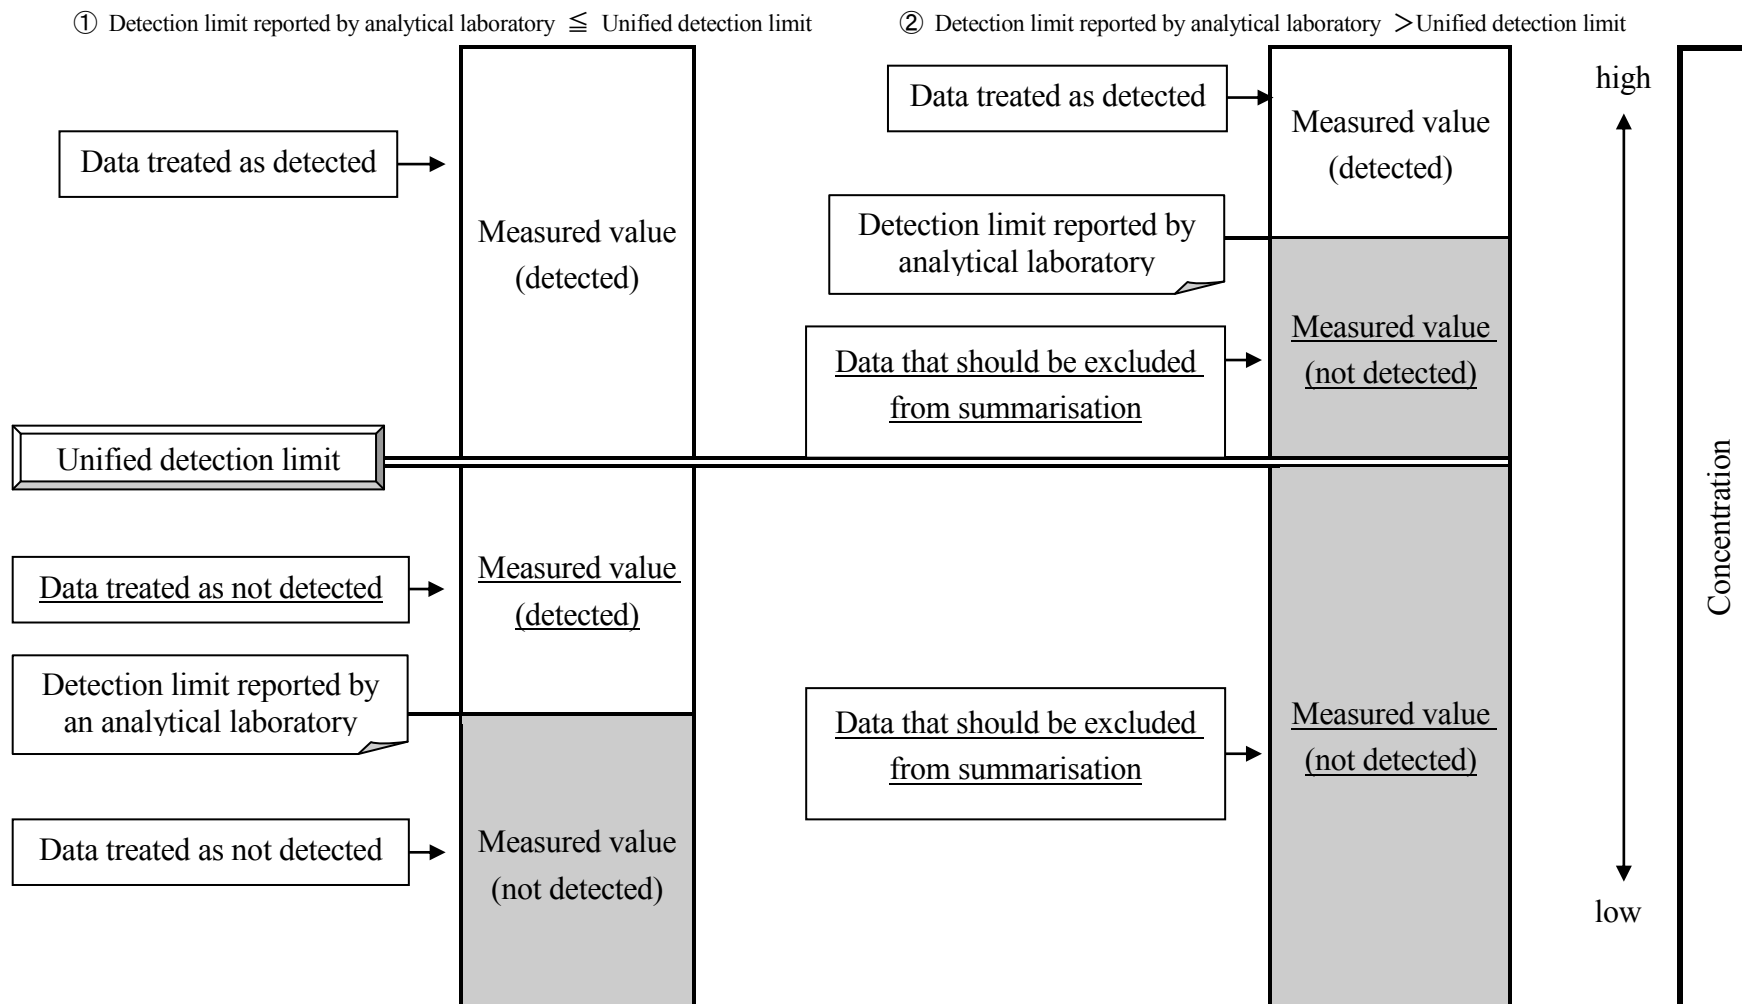 ① Detection limit reported by analytical laboratory ≦ Unified detection limit
② Detection limit reported by analytical laboratory ＞Unified detection limit
Data treated as detected
Measured value
(detected)
Unified detection limit
Data treated as not detected
Measured value
(detected)
Detection limit reported by
an analytical laboratory
Data treated as not detected
Measured value
(not detected)
Data treated as detected
Measured value
(detected)
Detection limit reported by
analytical laboratory
Data that should be excluded
from summarisation
Measured value
(not detected)
Data that should be excluded
from summarisation
Measured value
(not detected)
high
low
Concentration